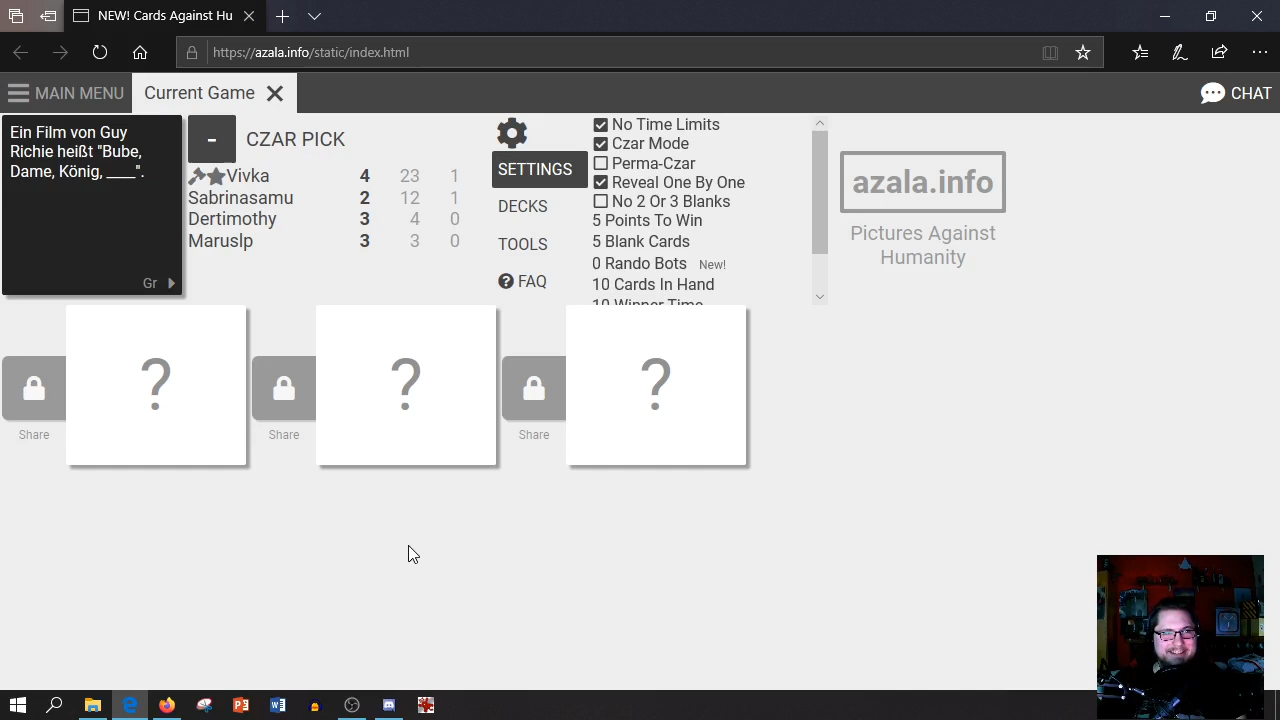 NEW! Cards Against Hu
https://azala.info/static/index.html
MAIN MENU
Current Game
CHAT
Ein Film von Guy
Richie heißt "Bube,
Dame, König, ____".
Gr
-
CZAR PICK
Vivka 4 23 1
Sabrinasamu 2 12 1
Dertimothy 3 4 0
Maruslp 3 3 0
SETTINGS
DECKS
TOOLS
? FAQ
No Time Limits
Czar Mode
Perma-Czar
Reveal One By One
No 2 Or 3 Blanks
5 Points To Win
5 Blank Cards
0 Rando Bots New!
10 Cards In Hand
10 Winner Time
azala.info
Pictures Against
Humanity
? ? ?
Share Share Share